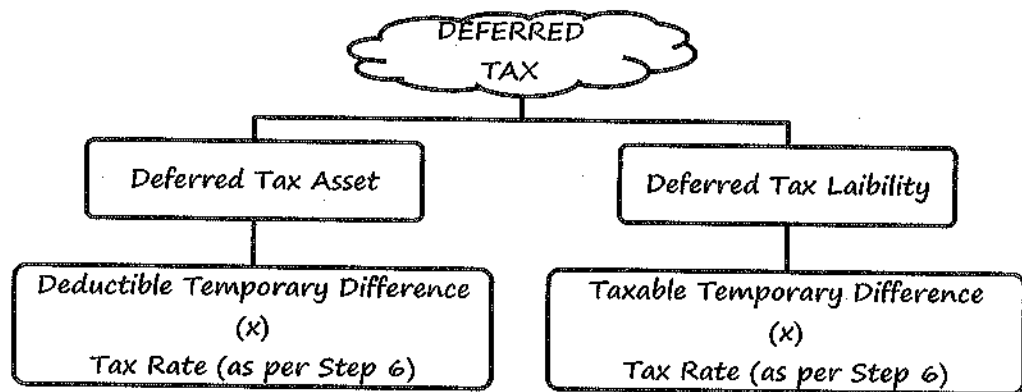 DEFERRED
TAX
Deferred Tax Asset
Deferred Tax Laibility
Deductible Temporary Difference
(x)
Tax Rate (as per Step 6)
Taxable Temporary Difference
(x)
Tax Rate (as per Step 6)